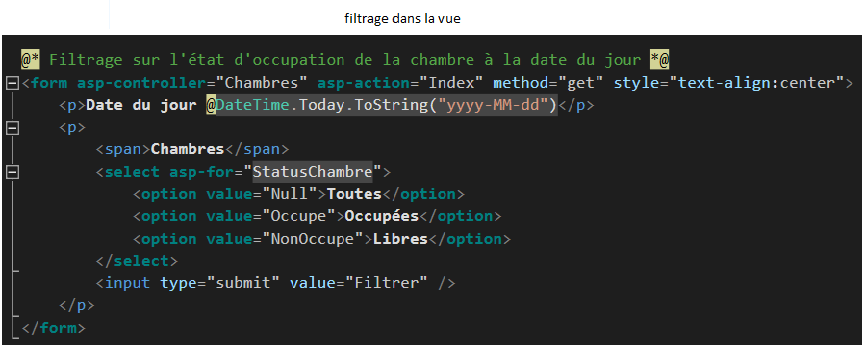 filtrage dans la vue
@* Filtrage sur l'état d'occupation de la chambre à la date du jour *@
<form asp-controller="Chambres" asp-action="Index" method="get" style="text-align:center">
<p>Date du jour @DateTime.Today.ToString("yyyy-MM-dd")</p>
<p>
<span>Chambres</span>
<select asp-for="StatusChambre">
<option value="Null">Toutes</option>
<option value="Occupe">Occupées</option>
<option value="NonOccupe">Libres</option>
</select>
<input type="submit" value="Filtrer" />
</p>
</form>